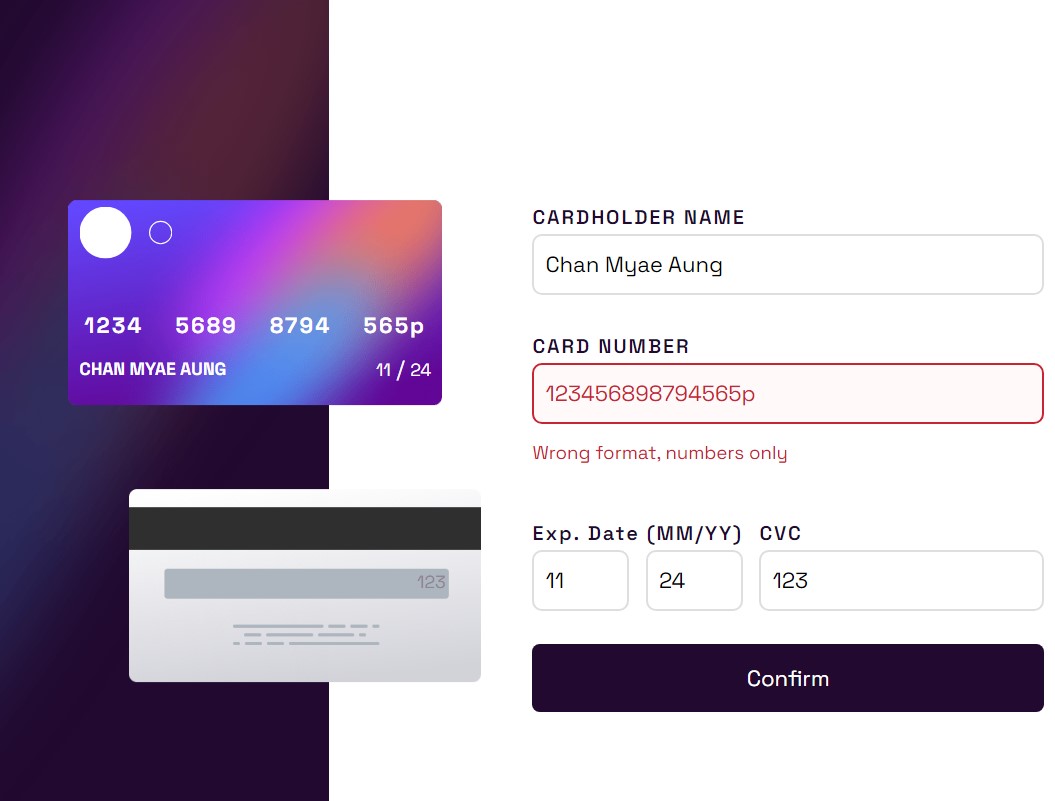 1234 5689 8794 565p
CHAN MYAE AUNG 11 / 24
123
CARDHOLDER NAME
Chan Myae Aung
CARD NUMBER
123456898794565p
Wrong format, numbers only
Exp. Date (MM/YY) CVC
11 24 123
Confirm